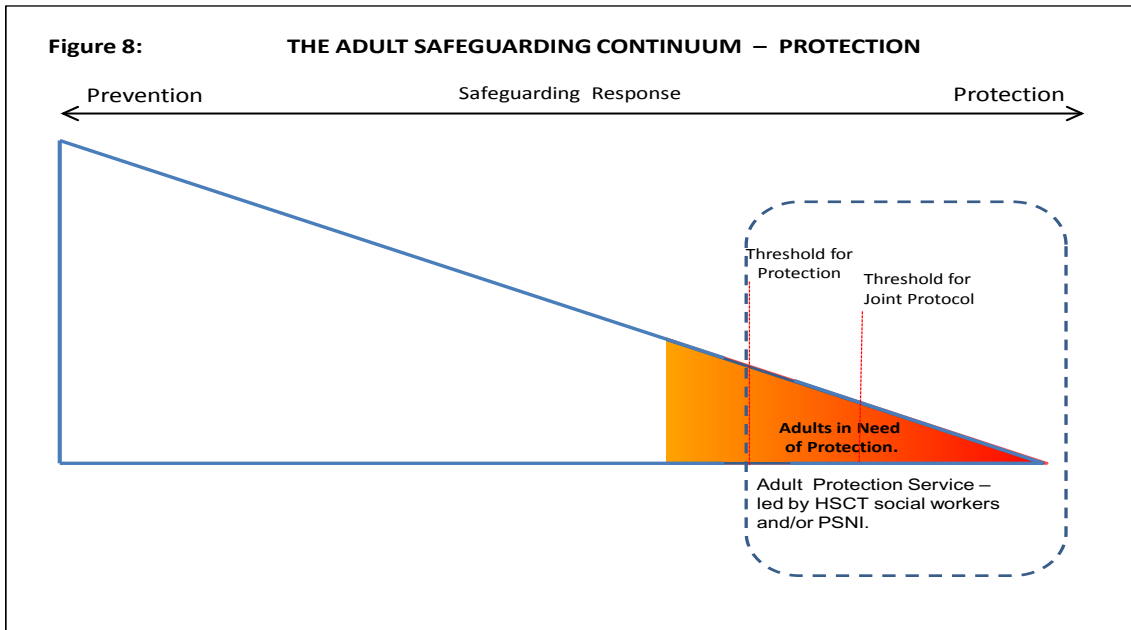 Figure 8: THE ADULT SAFEGUARDING CONTINUUM – PROTECTION
Prevention Safeguarding Response Protection
Threshold for
Protection
Threshold for
Joint Protocol
Adults in Need
of Protection.
Adult Protection Service –
led by HSCT social workers
and/or PSNI.